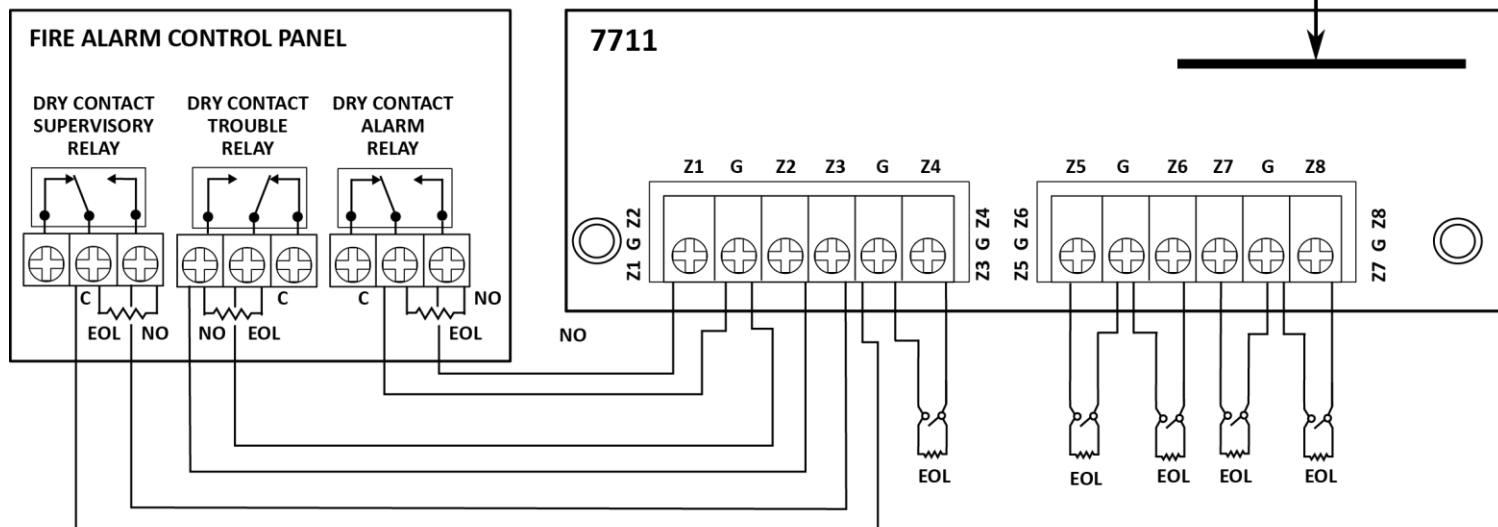 FIRE ALARM CONTROL PANEL
DRY CONTACT
SUPERVISORY
RELAY
DRY CONTACT
TROUBLE
RELAY
DRY CONTACT
ALARM
RELAY
C
EOL NO
C
NO EOL
C
NO
EOL
7711
Z1 G Z2 Z3 G Z4
Z1 G Z2
Z3 G Z4
Z5 G Z6 Z7 G Z8
Z5 G Z6
Z7 G Z8
NO
EOL
EOL
EOL
EOL
EOL